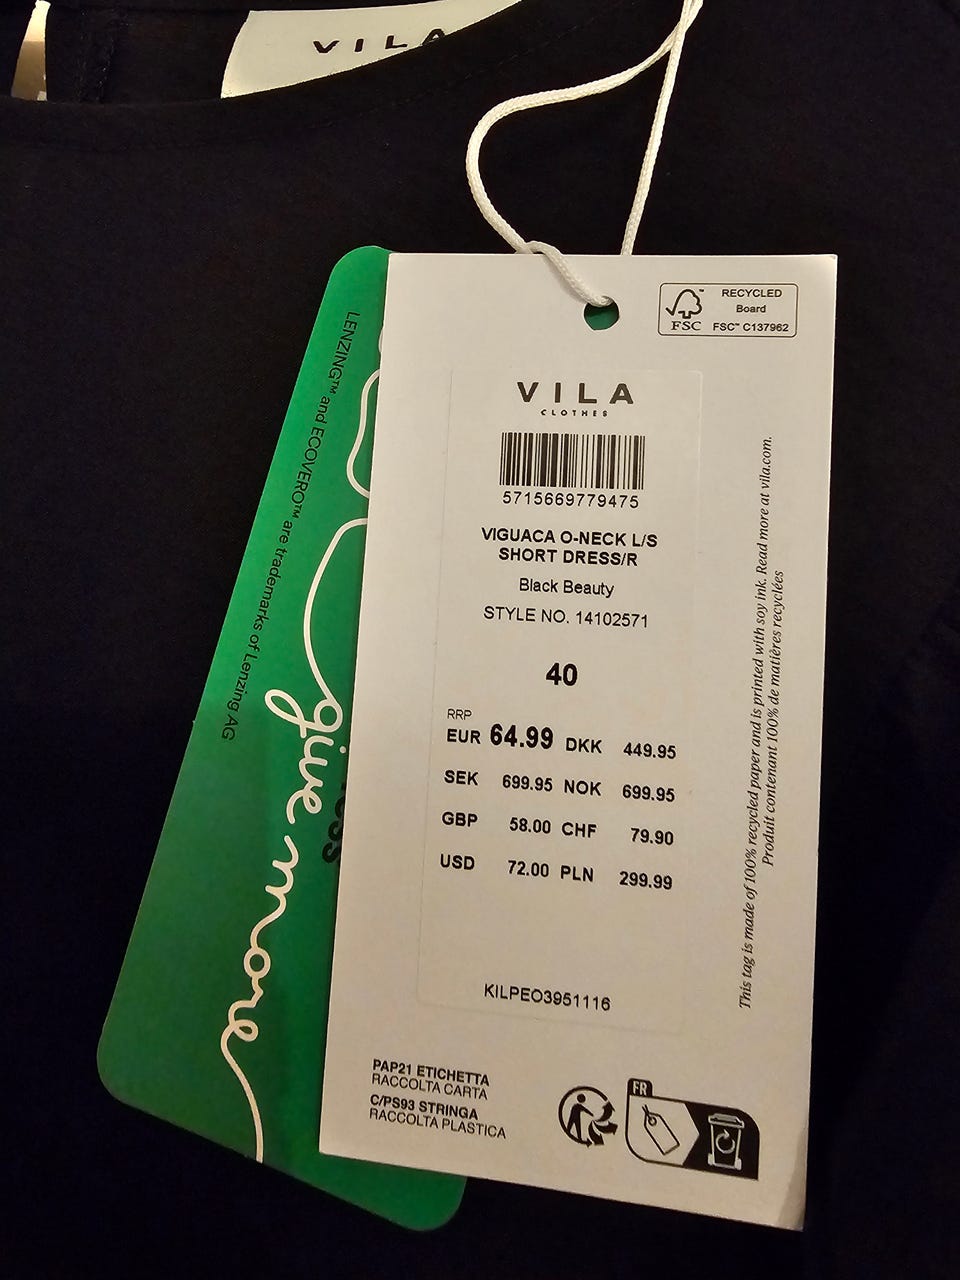 VILA
RECYCLED
Board
FSC™ C137962
FSC
VILA
CLOTHES
5715669779475
VIGUACA O-NECK L/S
SHORT DRESS/R
Black Beauty
STYLE NO. 14102571
40
RRP
EUR 64.99 DKK 449.95
SEK 699.95 NOK 699.95
GBP 58.00 CHF 79.90
USD 72.00 PLN 299.99
KILPEO3951116
PAP21 ETICHETTA
RACCOLTA CARTA
C/PS93 STRINGA
RACCOLTA PLASTICA
FR
This tag is made of 100% recycled paper and is printed with soy ink. Read more at vila.com.
Produit contenant 100% de matières recyclées
LENZING™ and ECOVERO™ are trademarks of Lenzing AG
give more